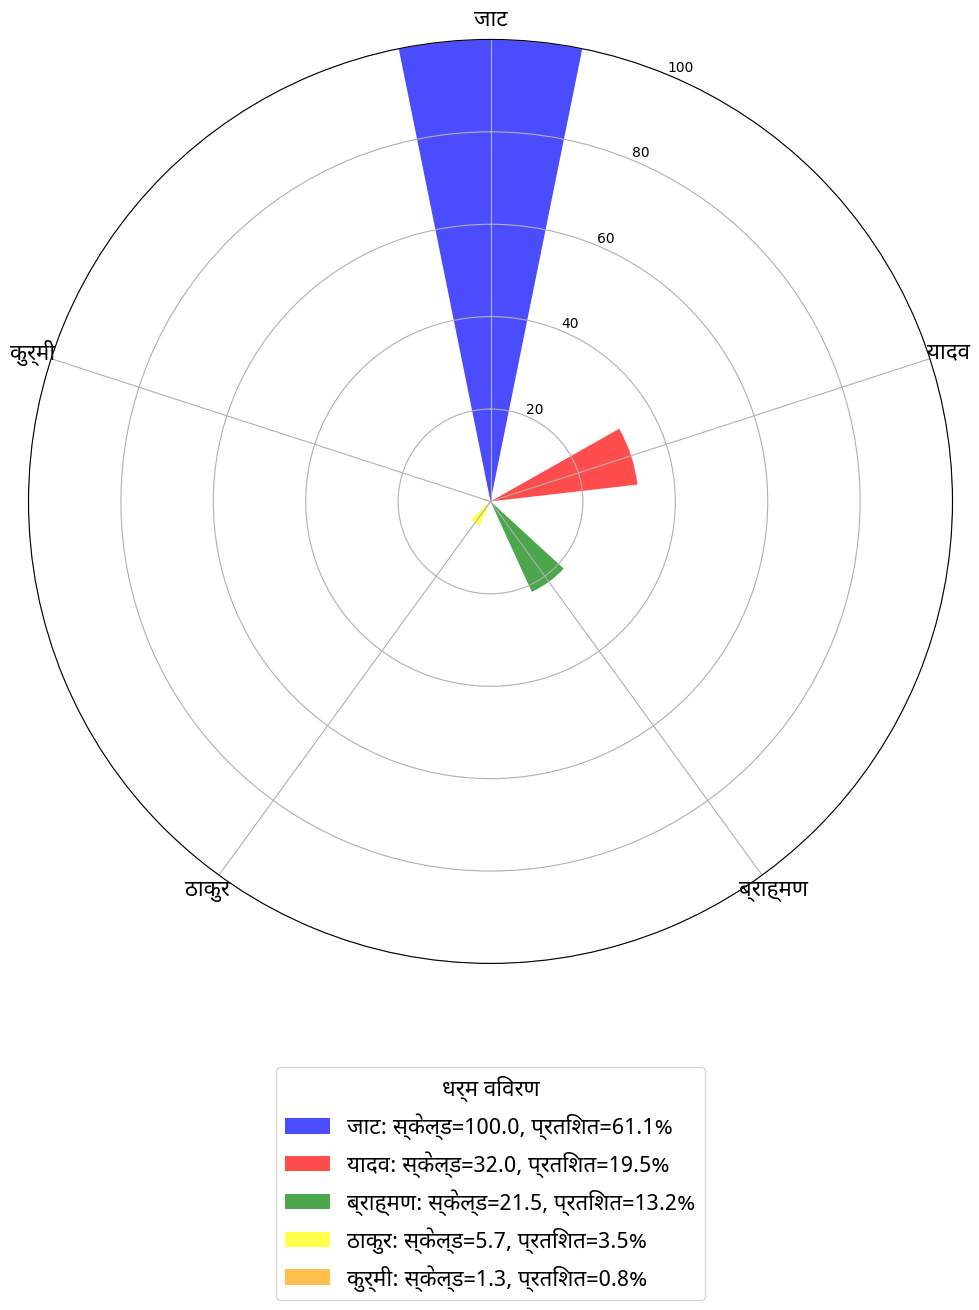 जाट
100
80
यादव
60
कुर्मी
40
20
ठाकुर
ब्राह्मण
धर्म विवरण
जाट: स्केल्ड=100.0, प्रतिशत=61.1%
यादव: स्केल्ड=32.0, प्रतिशत=19.5%
ब्राह्मण: स्केल्ड=21.5, प्रतिशत=13.2%
ठाकुर: स्केल्ड=5.7, प्रतिशत=3.5%
कुर्मी: स्केल्ड=1.3, प्रतिशत=0.8%